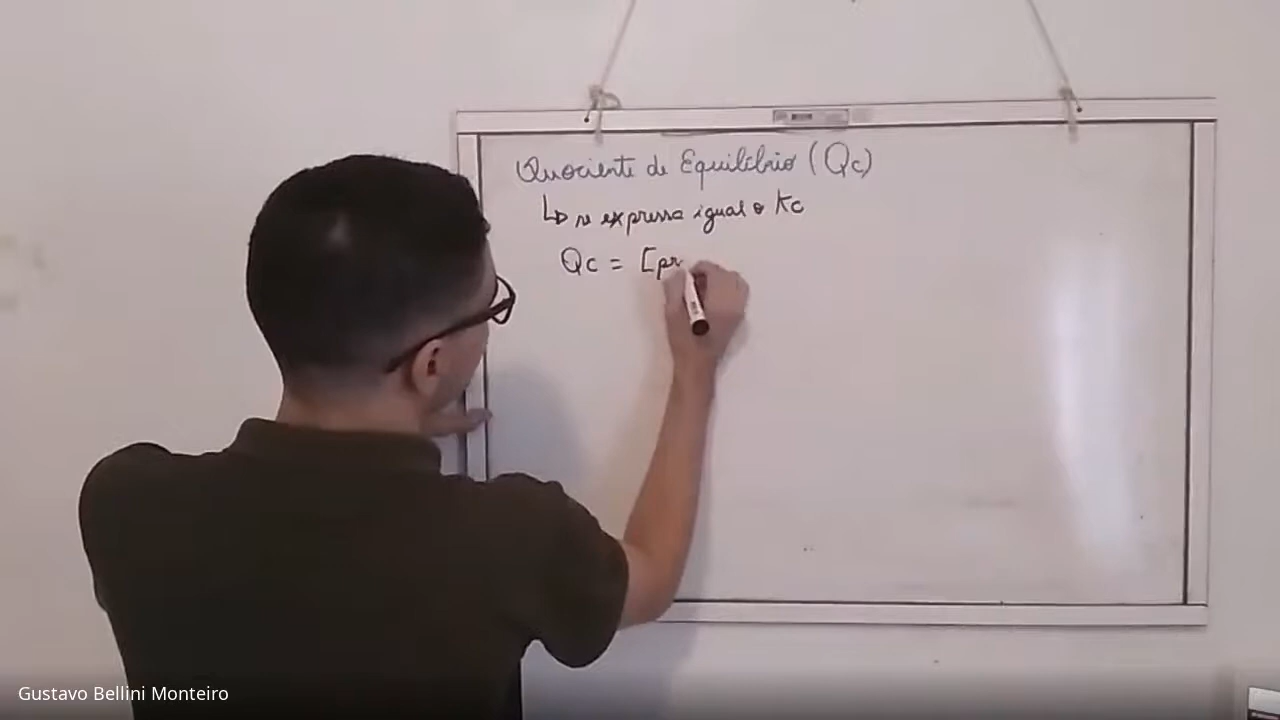 Quociente de Equilíbrio (Qc)
↳ se expressa igual o Kc
Qc = [pr
Gustavo Bellini Monteiro